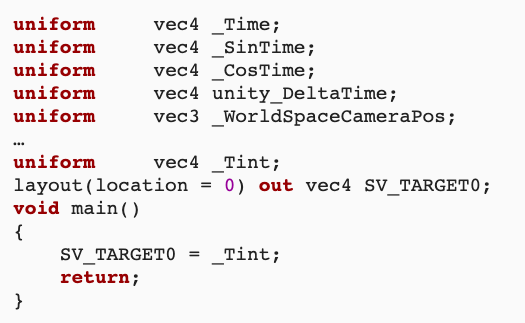 uniform     vec4 _Time;
uniform     vec4 _SinTime;
uniform     vec4 _CosTime;
uniform     vec4 unity_DeltaTime;
uniform     vec3 _WorldSpaceCameraPos;
…
uniform     vec4 _Tint;
layout(location = 0) out vec4 SV_TARGET0;
void main()
{
    SV_TARGET0 = _Tint;
    return;
}